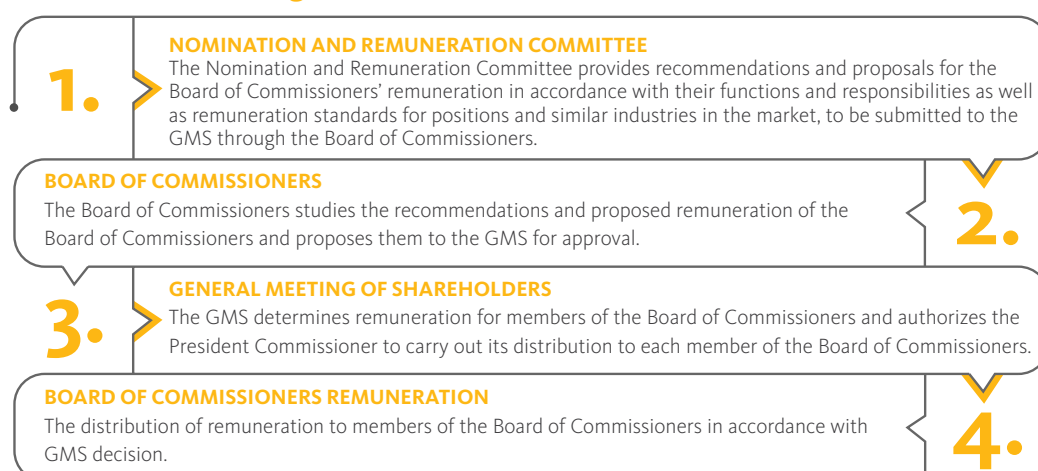 1.
NOMINATION AND REMUNERATION COMMITTEE
The Nomination and Remuneration Committee provides recommendations and proposals for the
Board of Commissioners’ remuneration in accordance with their functions and responsibilities as well
as remuneration standards for positions and similar industries in the market, to be submitted to the
GMS through the Board of Commissioners.
BOARD OF COMMISSIONERS
The Board of Commissioners studies the recommendations and proposed remuneration of the
Board of Commissioners and proposes them to the GMS for approval.
2.
3.
GENERAL MEETING OF SHAREHOLDERS
The GMS determines remuneration for members of the Board of Commissioners and authorizes the
President Commissioner to carry out its distribution to each member of the Board of Commissioners.
BOARD OF COMMISSIONERS REMUNERATION
The distribution of remuneration to members of the Board of Commissioners in accordance with
GMS decision.
4.